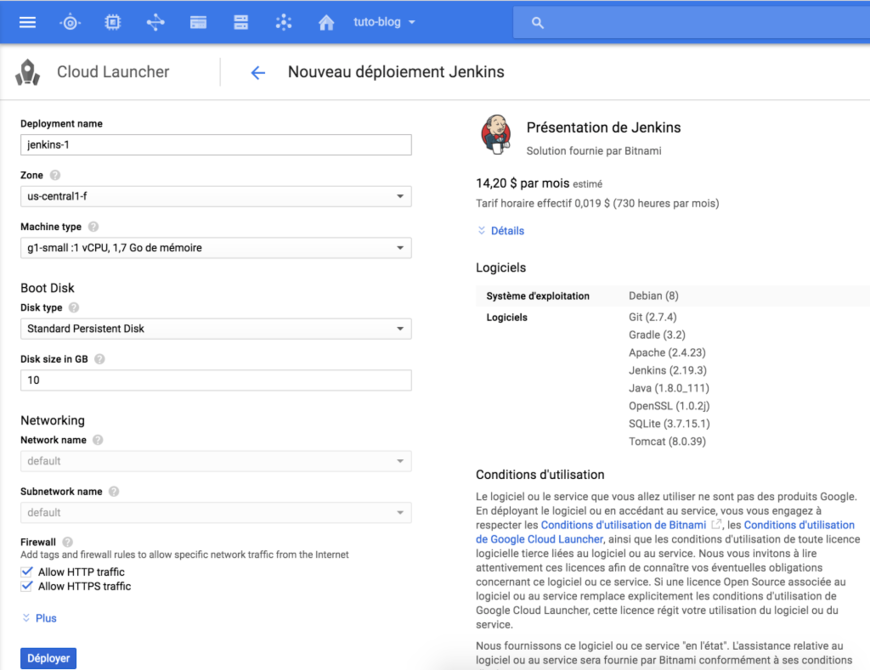 tuto-blog
Cloud Launcher
Nouveau déploiement Jenkins
Deployment name
jenkins-1
Zone ?
us-central1-f
Machine type ?
g1-small :1 vCPU, 1,7 Go de mémoire
Boot Disk
Disk type ?
Standard Persistent Disk
Disk size in GB ?
10
Networking
Network name ?
default
Subnetwork name ?
default
Firewall ?
Add tags and firewall rules to allow specific network traffic from the Internet
Allow HTTP traffic
Allow HTTPS traffic
Plus
Déployer
Présentation de Jenkins
Solution fournie par Bitnami
14,20 $ par mois estimé
Tarif horaire effectif 0,019 $ (730 heures par mois)
Détails
Logiciels
Système d'exploitation Debian (8)
Logiciels Git (2.7.4)
Gradle (3.2)
Apache (2.4.23)
Jenkins (2.19.3)
Java (1.8.0_111)
OpenSSL (1.0.2j)
SQLite (3.7.15.1)
Tomcat (8.0.39)
Conditions d'utilisation
Le logiciel ou le service que vous allez utiliser ne sont pas des produits Google.
En déployant le logiciel ou en accédant au service, vous vous engagez à
respecter les Conditions d'utilisation de Bitnami , les Conditions d'utilisation
de Google Cloud Launcher, ainsi que les conditions d'utilisation de toute licence
logicielle tierce liées au logiciel ou au service. Nous vous invitons à lire
attentivement ces licences afin de connaître vos éventuelles obligations
concernant ce logiciel ou ce service. Si une licence Open Source associée au
logiciel ou au service remplace explicitement les conditions d'utilisation de
Google Cloud Launcher, cette licence régit votre utilisation du logiciel ou du
service.
Nous fournissons ce logiciel ou ce service "en l'état". L'assistance relative au
logiciel ou au service sera fournie par Bitnami conformément à ses conditions